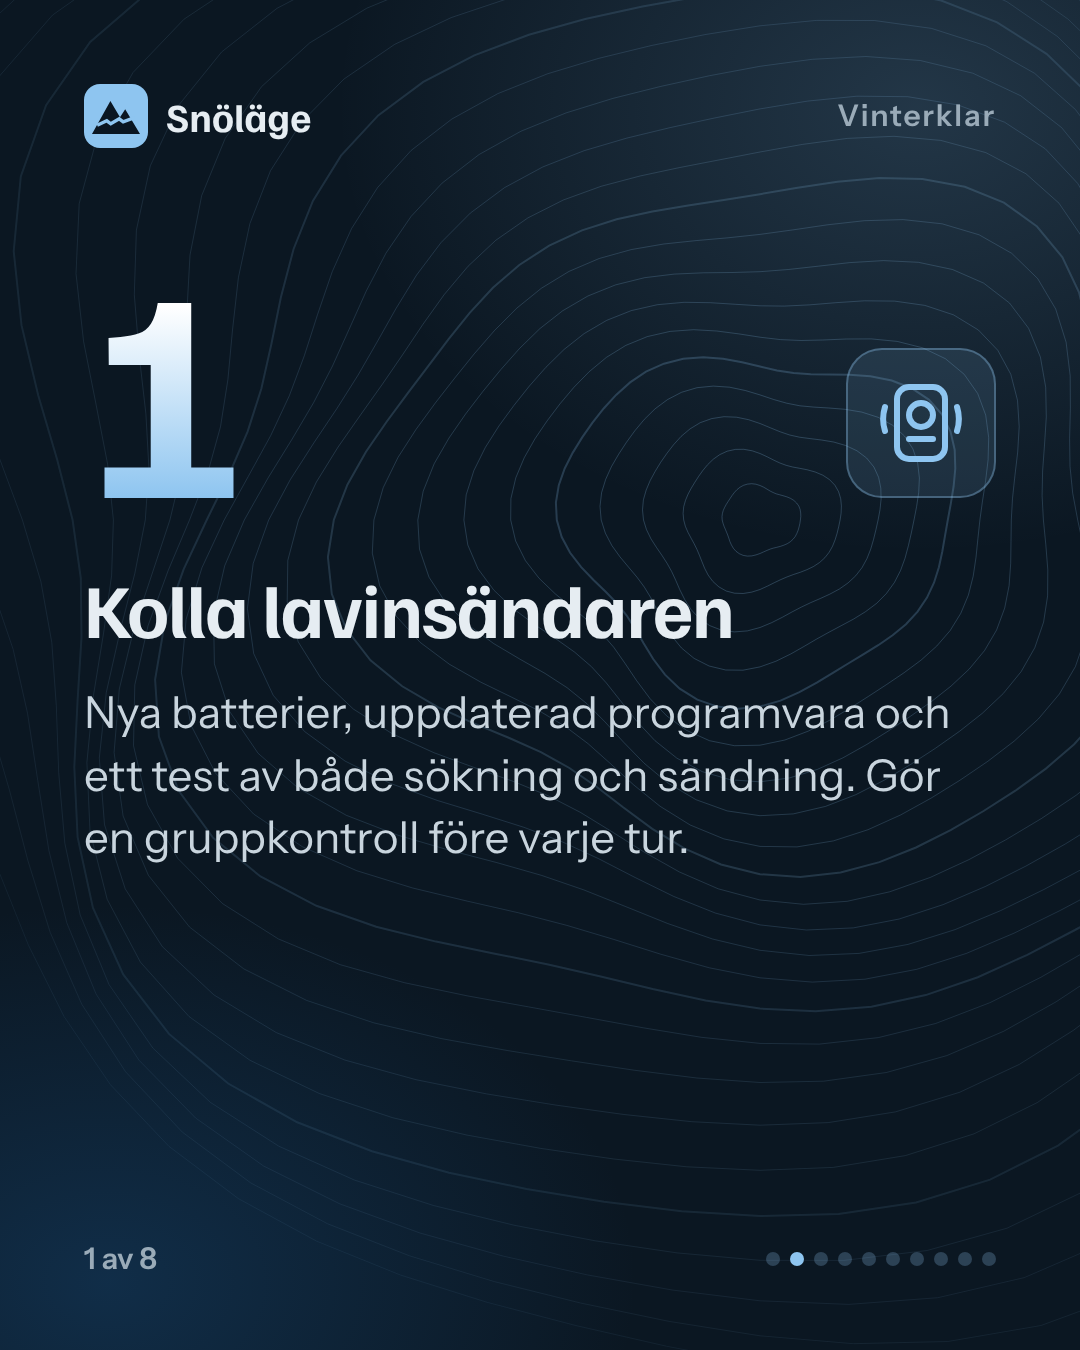 Snöläge
Vinterklar
1
Kolla lavinsändaren
Nya batterier, uppdaterad programvara och
ett test av både sökning och sändning. Gör
en gruppkontroll före varje tur.
1 av 8